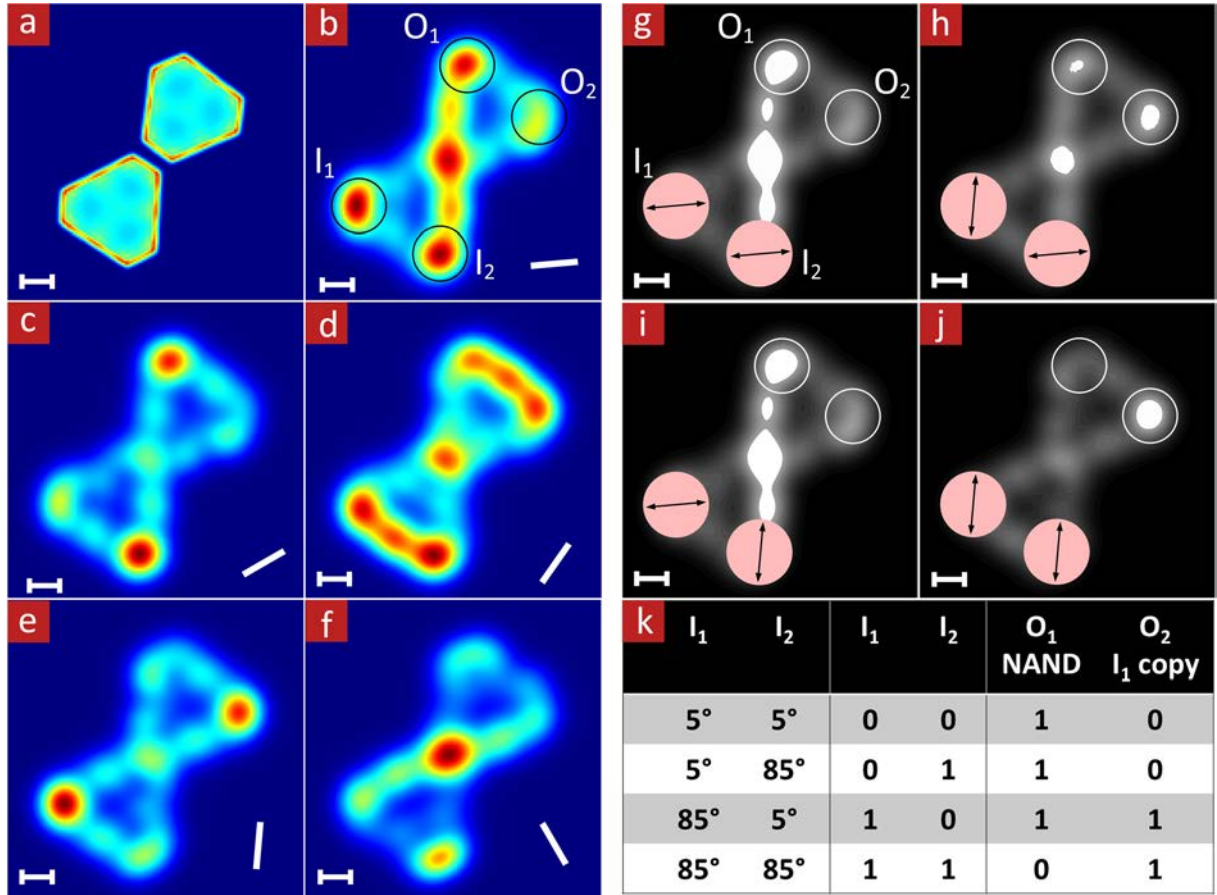 a
b
O₁
O₂
I₁
I₂
c
d
e
f
g
O₁
O₂
I₁
I₂
h
i
j
k I₁ I₂ I₁ I₂ O₁ O₂
NAND I₁ copy
5° 5° 0 0 1 0
5° 85° 0 1 1 0
85° 5° 1 0 1 1
85° 85° 1 1 0 1